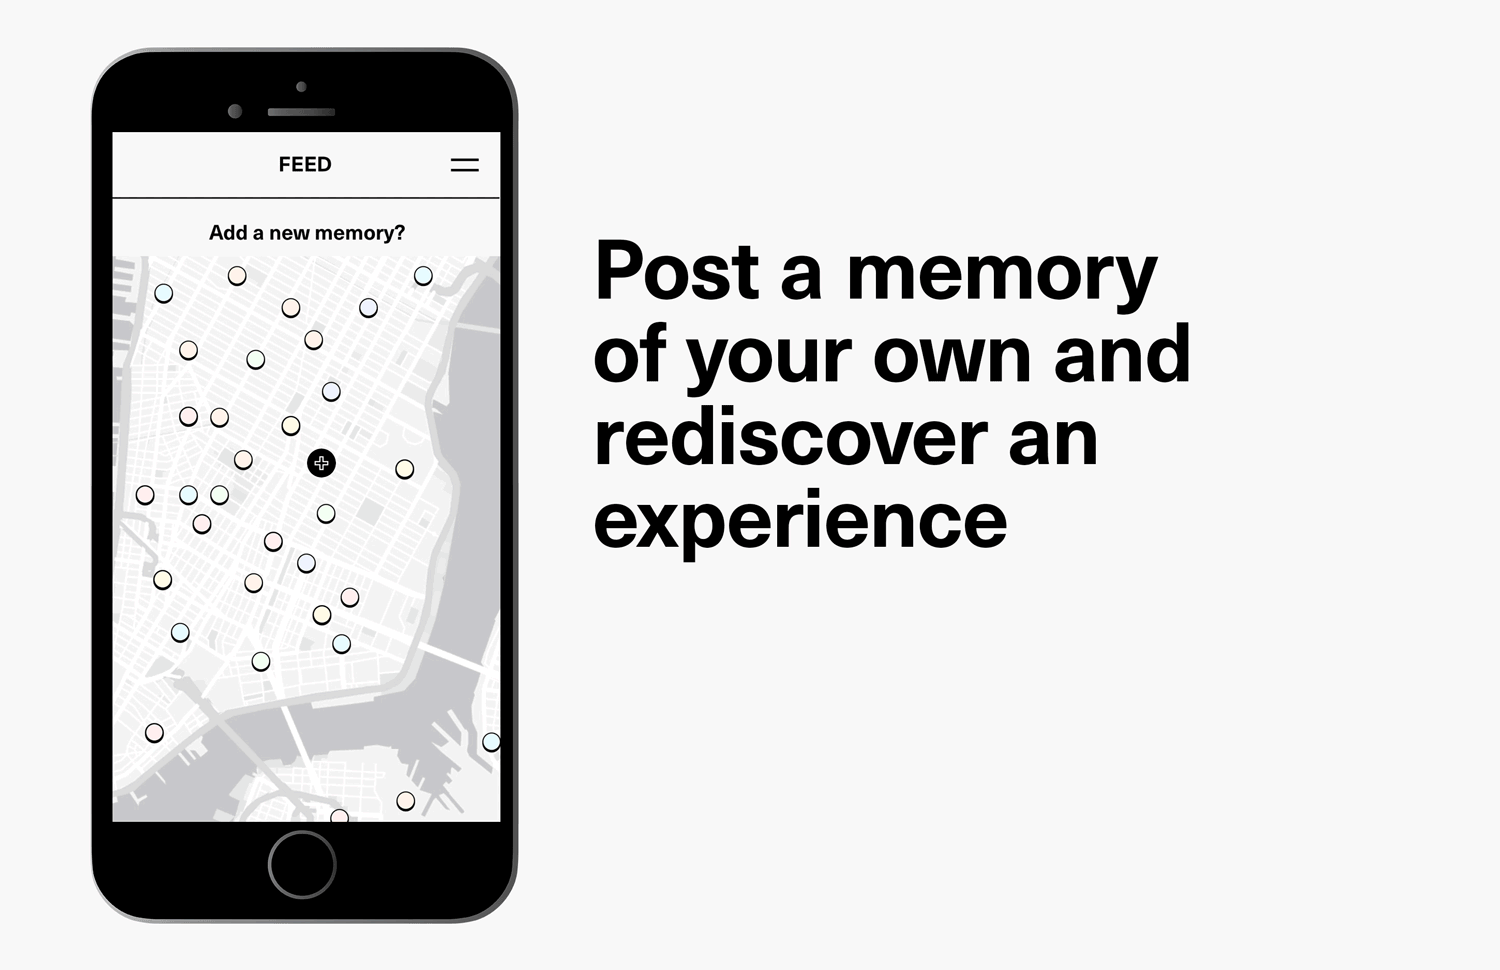 FEED
Add a new memory?
Post a memory
of your own and
rediscover an
experience